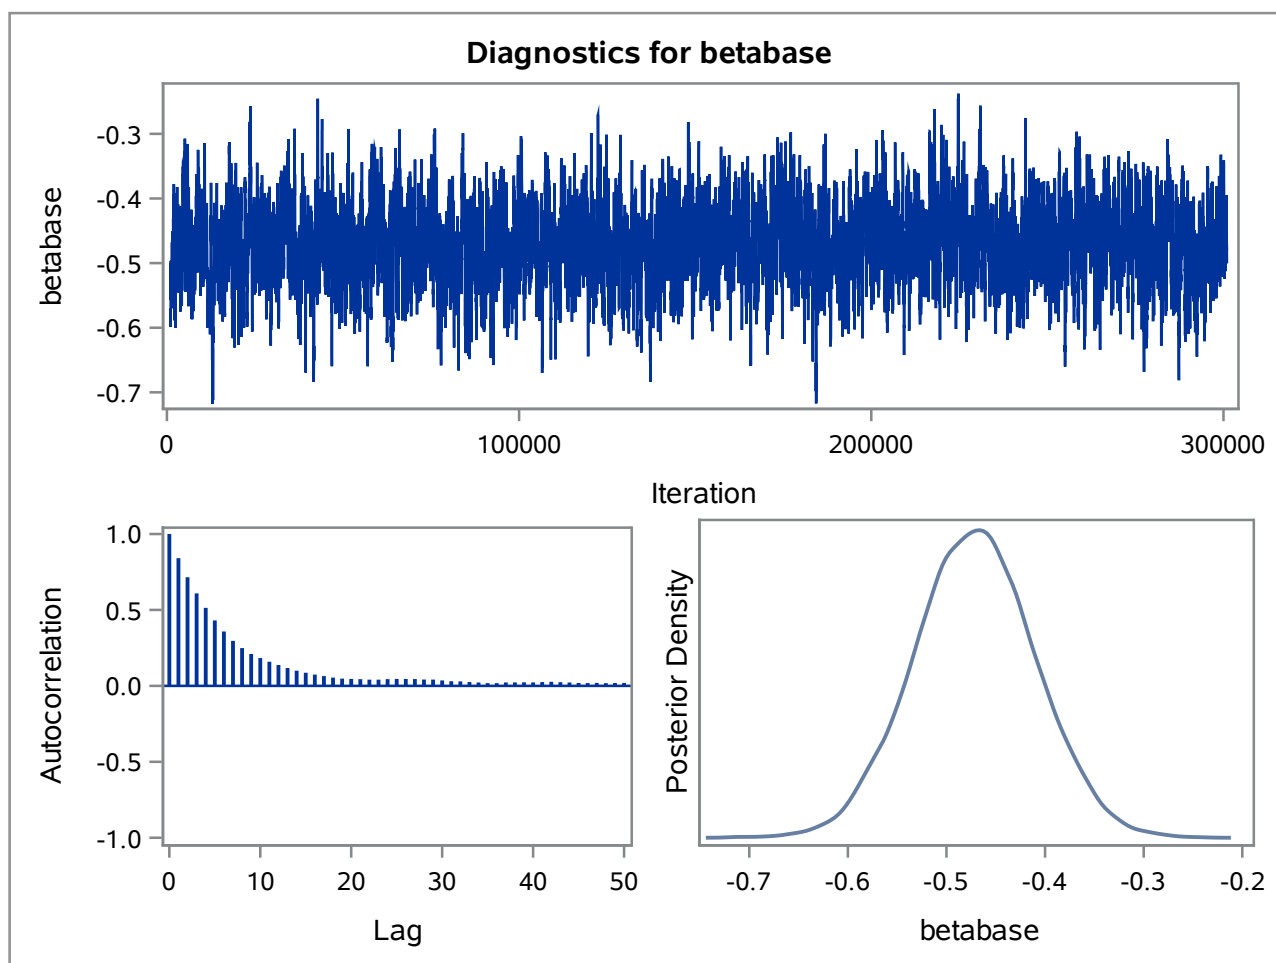 Diagnostics for betabase
betabase
-0.3
-0.4
-0.5
-0.6
-0.7
0 100000 200000 300000
Iteration
Autocorrelation
1.0
0.5
0.0
-0.5
-1.0
0 10 20 30 40 50
Lag
Posterior Density
-0.7 -0.6 -0.5 -0.4 -0.3 -0.2
betabase